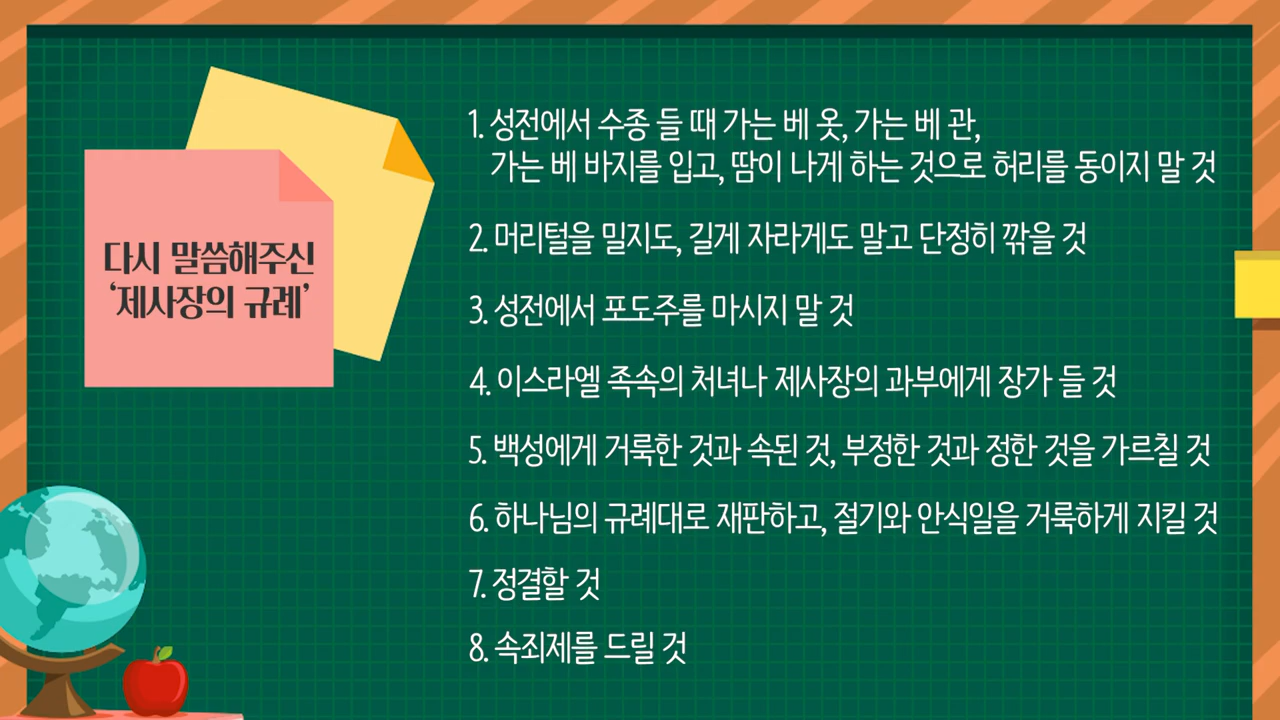 다시 말씀해주신
‘제사장의 규례’
1. 성전에서 수종 들 때 가는 베 옷, 가는 베 관,
가는 베 바지를 입고, 땀이 나게 하는 것으로 허리를 동이지 말 것
2. 머리털을 밀지도, 길게 자라게도 말고 단정히 깎을 것
3. 성전에서 포도주를 마시지 말 것
4. 이스라엘 족속의 처녀나 제사장의 과부에게 장가 들 것
5. 백성에게 거룩한 것과 속된 것, 부정한 것과 정한 것을 가르칠 것
6. 하나님의 규례대로 재판하고, 절기와 안식일을 거룩하게 지킬 것
7. 정결할 것
8. 속죄제를 드릴 것